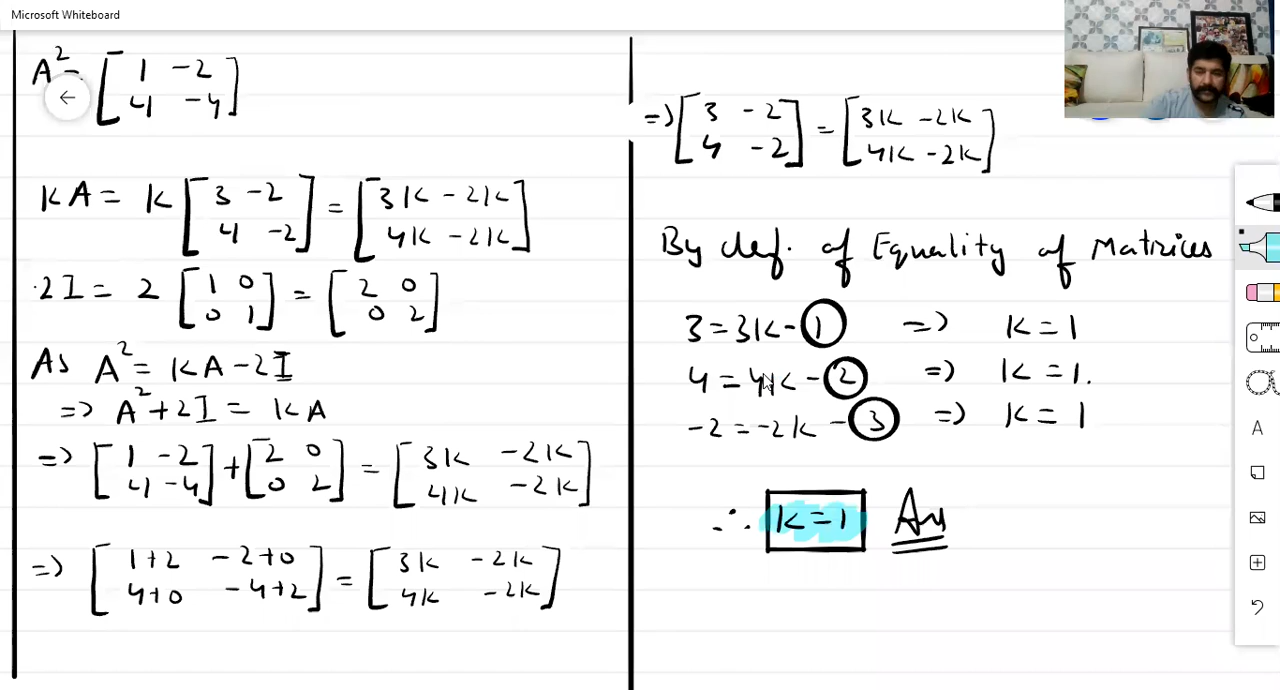 Microsoft Whiteboard
A² = [1 -2
4 -4]
KA = K [3 -2
4 -2] = [3K -2K
4K -2K]
2I = 2 [1 0
0 1] = [2 0
0 2]
As A² = KA - 2I
=> A² + 2I = KA
=> [1 -2
4 -4] + [2 0
0 2] = [3K -2K
4K -2K]
=> [1+2 -2+0
4+0 -4+2] = [3K -2K
4K -2K]
=> [3 -2
4 -2] = [3K -2K
4K -2K]
By def. of Equality of Matrices
3 = 3K - ① => K = 1
4 = 4K - ② => K = 1.
-2 = -2K - ③ => K = 1
∴ K = 1 Ans
A